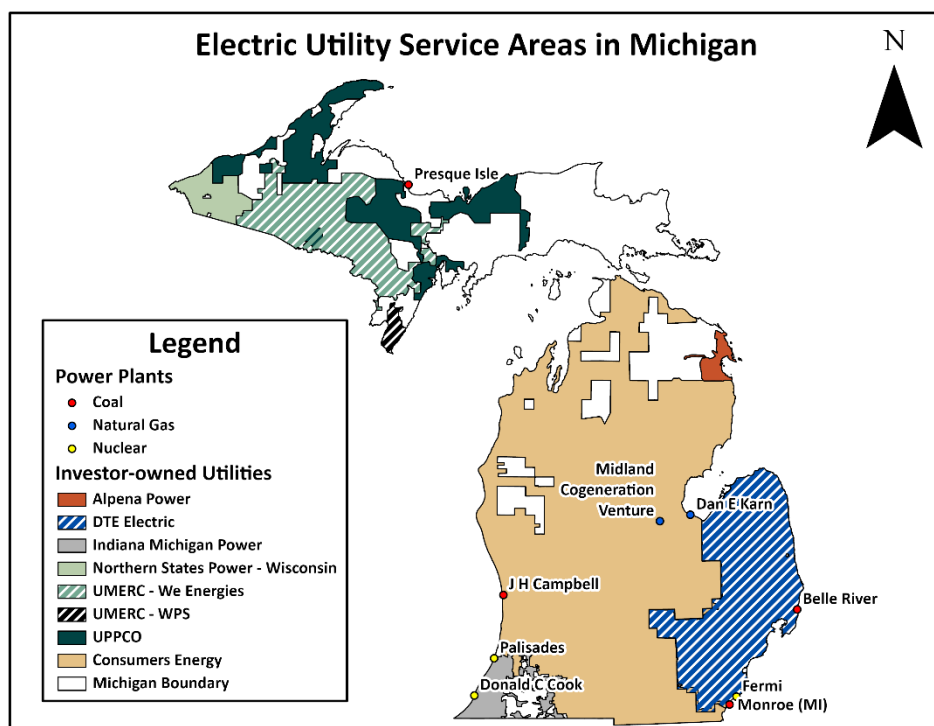 Electric Utility Service Areas in Michigan
N
Presque Isle
Midland
Cogeneration
Venture
Dan E Karn
J H Campbell
Belle River
Palisades
Donald C Cook
Fermi
Monroe (MI)
Legend
Power Plants
Coal
Natural Gas
Nuclear
Investor-owned Utilities
Alpena Power
DTE Electric
Indiana Michigan Power
Northern States Power - Wisconsin
UMERC - We Energies
UMERC - WPS
UPPCO
Consumers Energy
Michigan Boundary